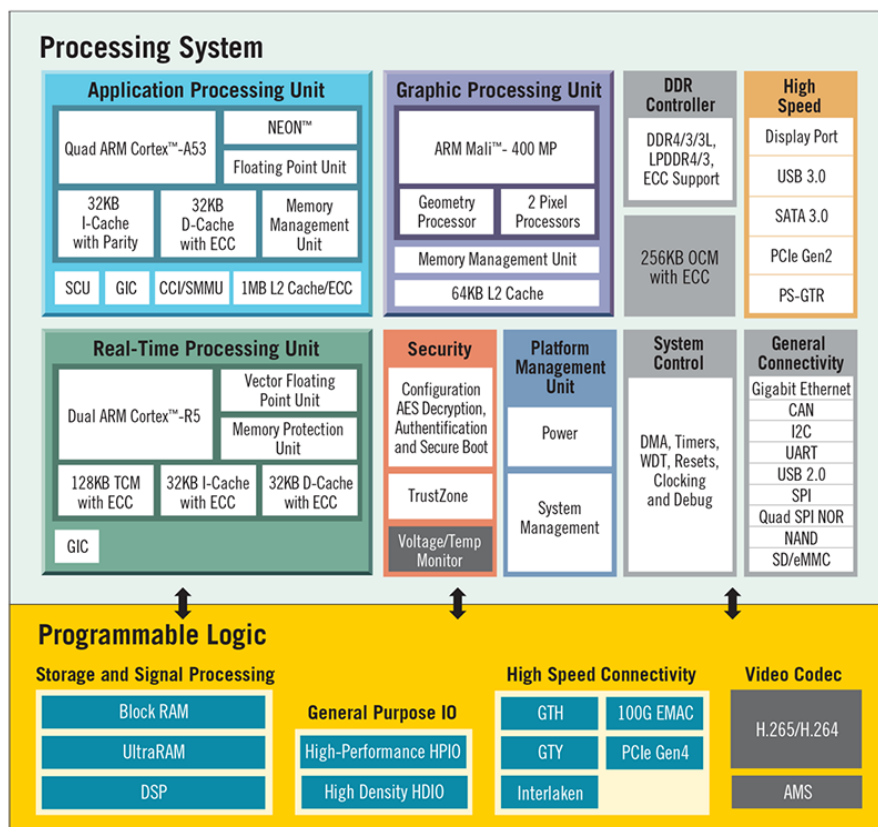 Processing System
Application Processing Unit
Quad ARM Cortex™-A53
NEON™
Floating Point Unit
32KB
I-Cache
with Parity
32KB
D-Cache
with ECC
Memory
Management
Unit
SCU
GIC
CCI/SMMU
1MB L2 Cache/ECC
Graphic Processing Unit
ARM Mali™- 400 MP
Geometry
Processor
2 Pixel
Processors
Memory Management Unit
64KB L2 Cache
DDR
Controller
DDR4/3/3L,
LPDDR4/3,
ECC Support
256KB OCM
with ECC
High
Speed
Display Port
USB 3.0
SATA 3.0
PCIe Gen2
PS-GTR
Real-Time Processing Unit
Dual ARM Cortex™-R5
Vector Floating
Point Unit
Memory Protection
Unit
128KB TCM
with ECC
32KB I-Cache
with ECC
32KB D-Cache
with ECC
GIC
Security
Configuration
AES Decryption,
Authentification
and Secure Boot
TrustZone
Voltage/Temp
Monitor
Platform
Management
Unit
Power
System
Management
System
Control
DMA, Timers,
WDT, Resets,
Clocking
and Debug
General
Connectivity
Gigabit Ethernet
CAN
I2C
UART
USB 2.0
SPI
Quad SPI NOR
NAND
SD/eMMC
Programmable Logic
Storage and Signal Processing
Block RAM
UltraRAM
DSP
General Purpose IO
High-Performance HPIO
High Density HDIO
High Speed Connectivity
GTH
100G EMAC
GTY
PCIe Gen4
Interlaken
Video Codec
H.265/H.264
AMS